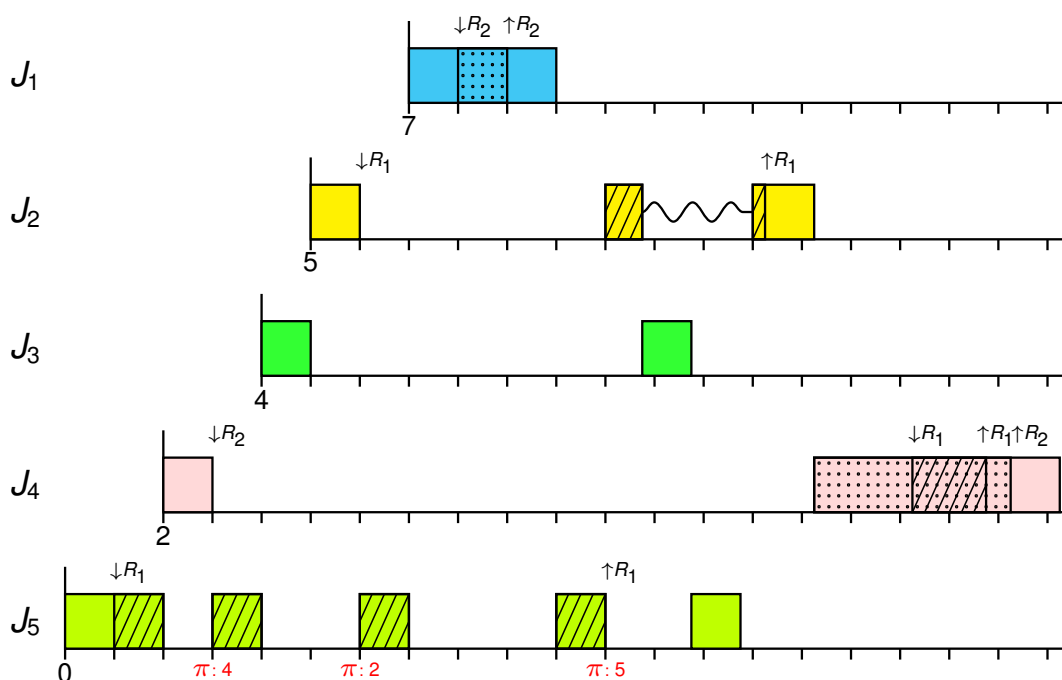 ↓R2 ↑R2
J1
7
↓R1 ↑R1
J2
5
J3
4
↓R2 ↓R1 ↑R1 ↑R2
J4
2
↓R1 ↑R1
J5
0 π: 4 π: 2 π: 5